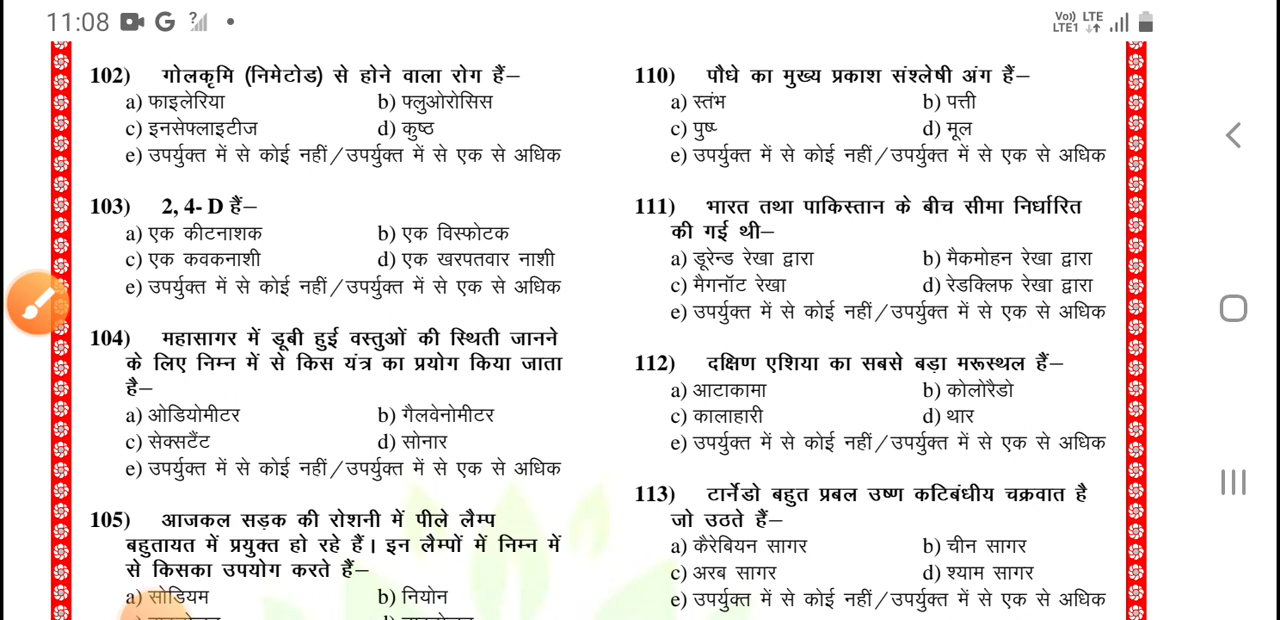 11:08
Vo) LTE
LTE1
102) गोलकृमि (निमेटोड) से होने वाला रोग हैं–
a) फाइलेरिया b) फ्लुओरोसिस
c) इनसेफ्लाइटीज d) कुष्ठ
e) उपर्युक्त में से कोई नहीं/उपर्युक्त में से एक से अधिक
103) 2, 4- D हैं–
a) एक कीटनाशक b) एक विस्फोटक
c) एक कवकनाशी d) एक खरपतवार नाशी
e) उपर्युक्त में से कोई नहीं/उपर्युक्त में से एक से अधिक
104) महासागर में डूबी हुई वस्तुओं की स्थिती जानने
के लिए निम्न में से किस यंत्र का प्रयोग किया जाता
है–
a) ओडियोमीटर b) गैलवेनोमीटर
c) सेक्सटैंट d) सोनार
e) उपर्युक्त में से कोई नहीं/उपर्युक्त में से एक से अधिक
105) आजकल सड़क की रोशनी में पीले लैम्प
बहुतायत में प्रयुक्त हो रहे हैं। इन लैम्पों में निम्न में
से किसका उपयोग करते हैं–
a) सोडियम b) नियोन
110) पौधे का मुख्य प्रकाश संश्लेषी अंग हैं–
a) स्तंभ b) पत्ती
c) पुष्प d) मूल
e) उपर्युक्त में से कोई नहीं/उपर्युक्त में से एक से अधिक
111) भारत तथा पाकिस्तान के बीच सीमा निर्धारित
की गई थी–
a) डूरेन्ड रेखा द्वारा b) मैकमोहन रेखा द्वारा
c) मैगनॉट रेखा d) रेडक्लिफ रेखा द्वारा
e) उपर्युक्त में से कोई नहीं/उपर्युक्त में से एक से अधिक
112) दक्षिण एशिया का सबसे बड़ा मरूस्थल हैं–
a) आटाकामा b) कोलोरैडो
c) कालाहारी d) थार
e) उपर्युक्त में से कोई नहीं/उपर्युक्त में से एक से अधिक
113) टार्नेडो बहुत प्रबल उष्ण कटिबंधीय चक्रवात है
जो उठते हैं–
a) कैरेबियन सागर b) चीन सागर
c) अरब सागर d) श्याम सागर
e) उपर्युक्त में से कोई नहीं/उपर्युक्त में से एक से अधिक